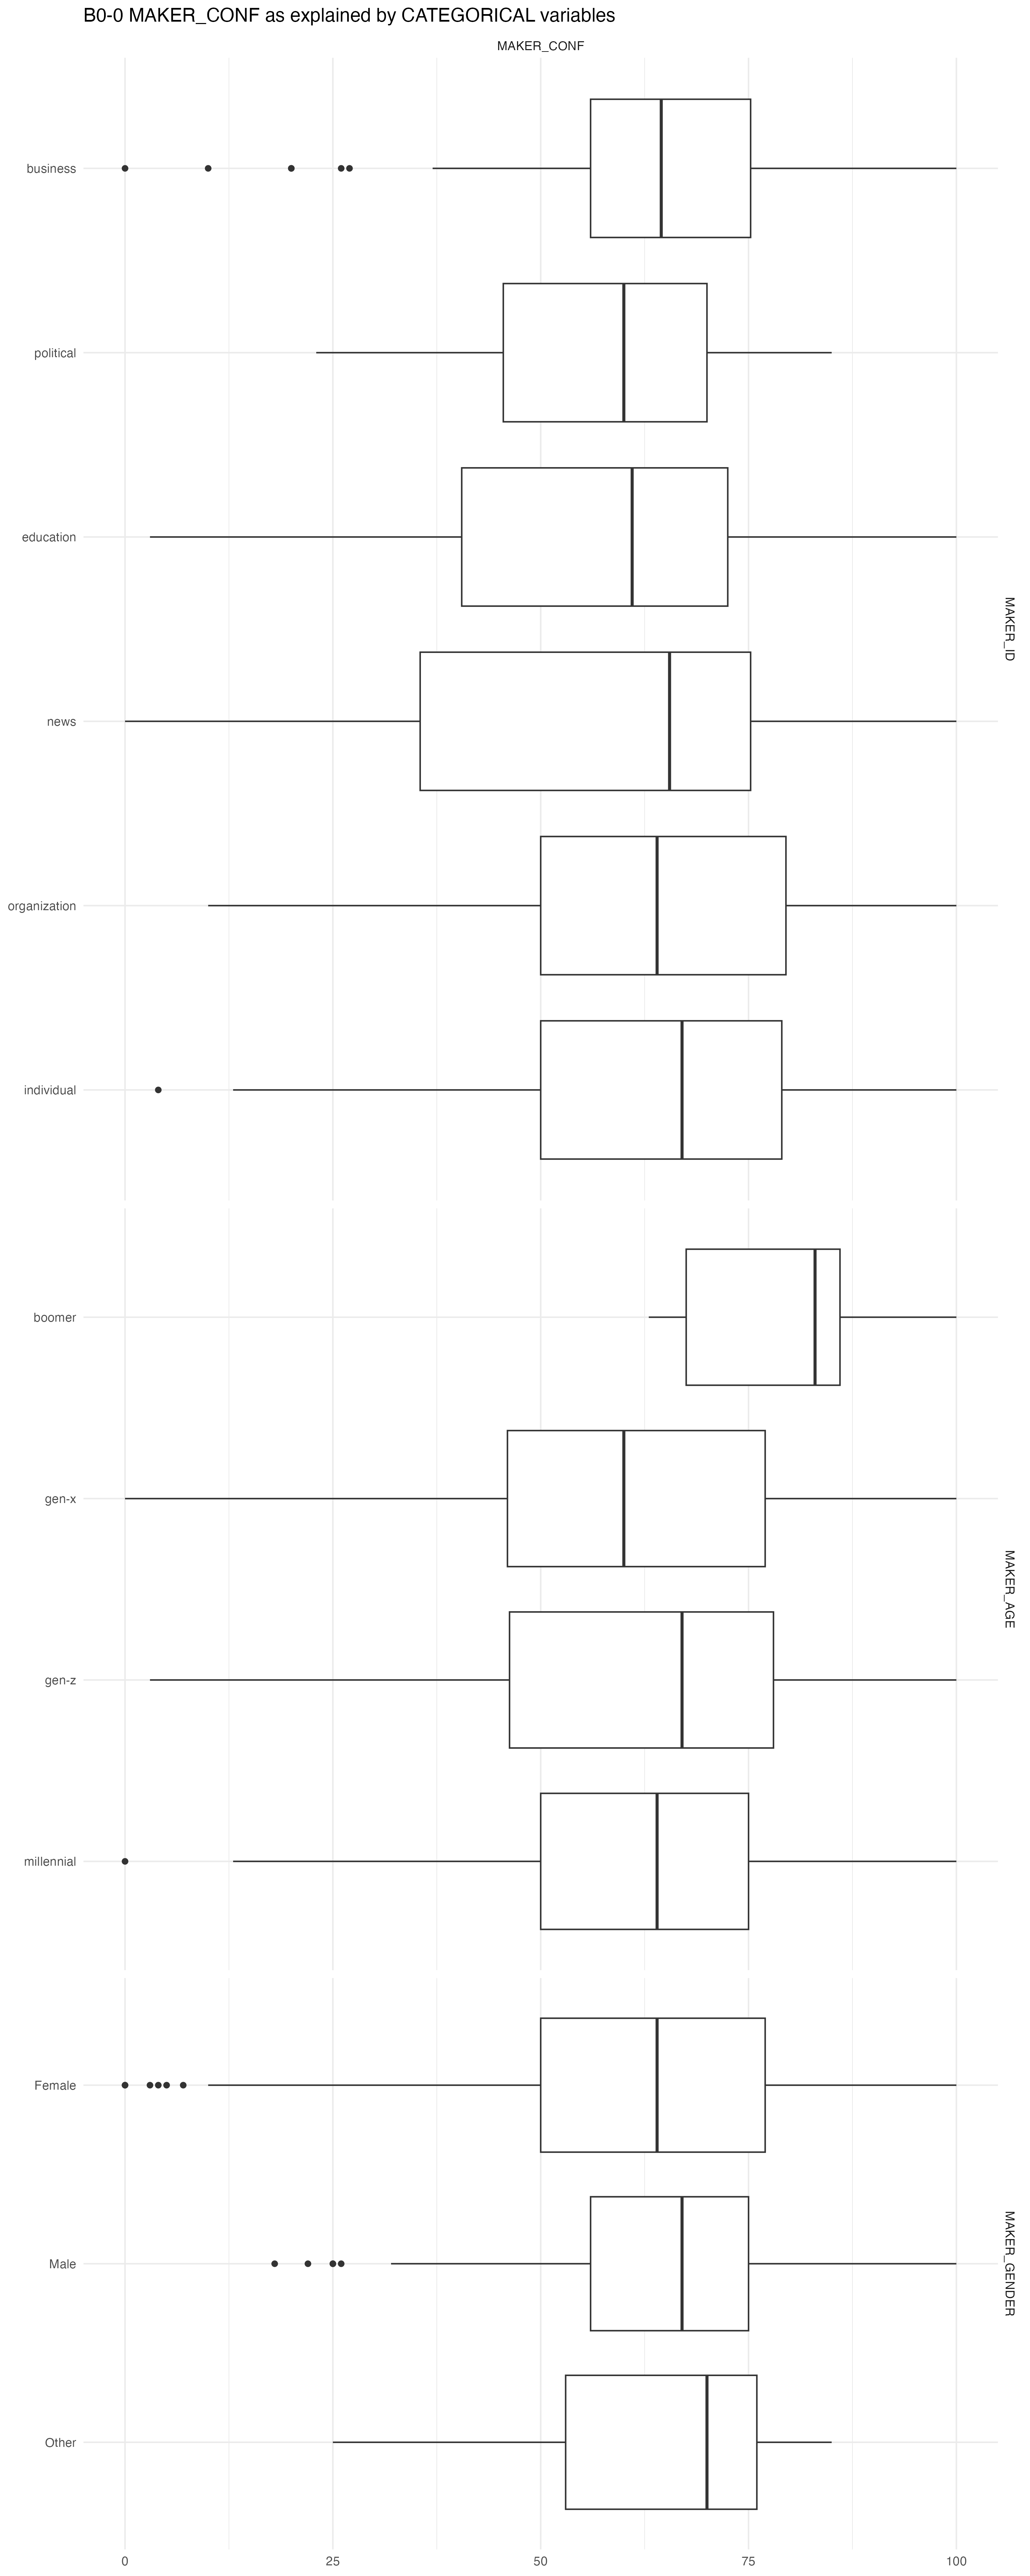 B0-0 MAKER_CONF as explained by CATEGORICAL variables
MAKER_CONF
business
political
education
news
organization
individual
MAKER_ID
boomer
gen-x
gen-z
millennial
MAKER_AGE
Female
Male
Other
MAKER_GENDER
0 25 50 75 100